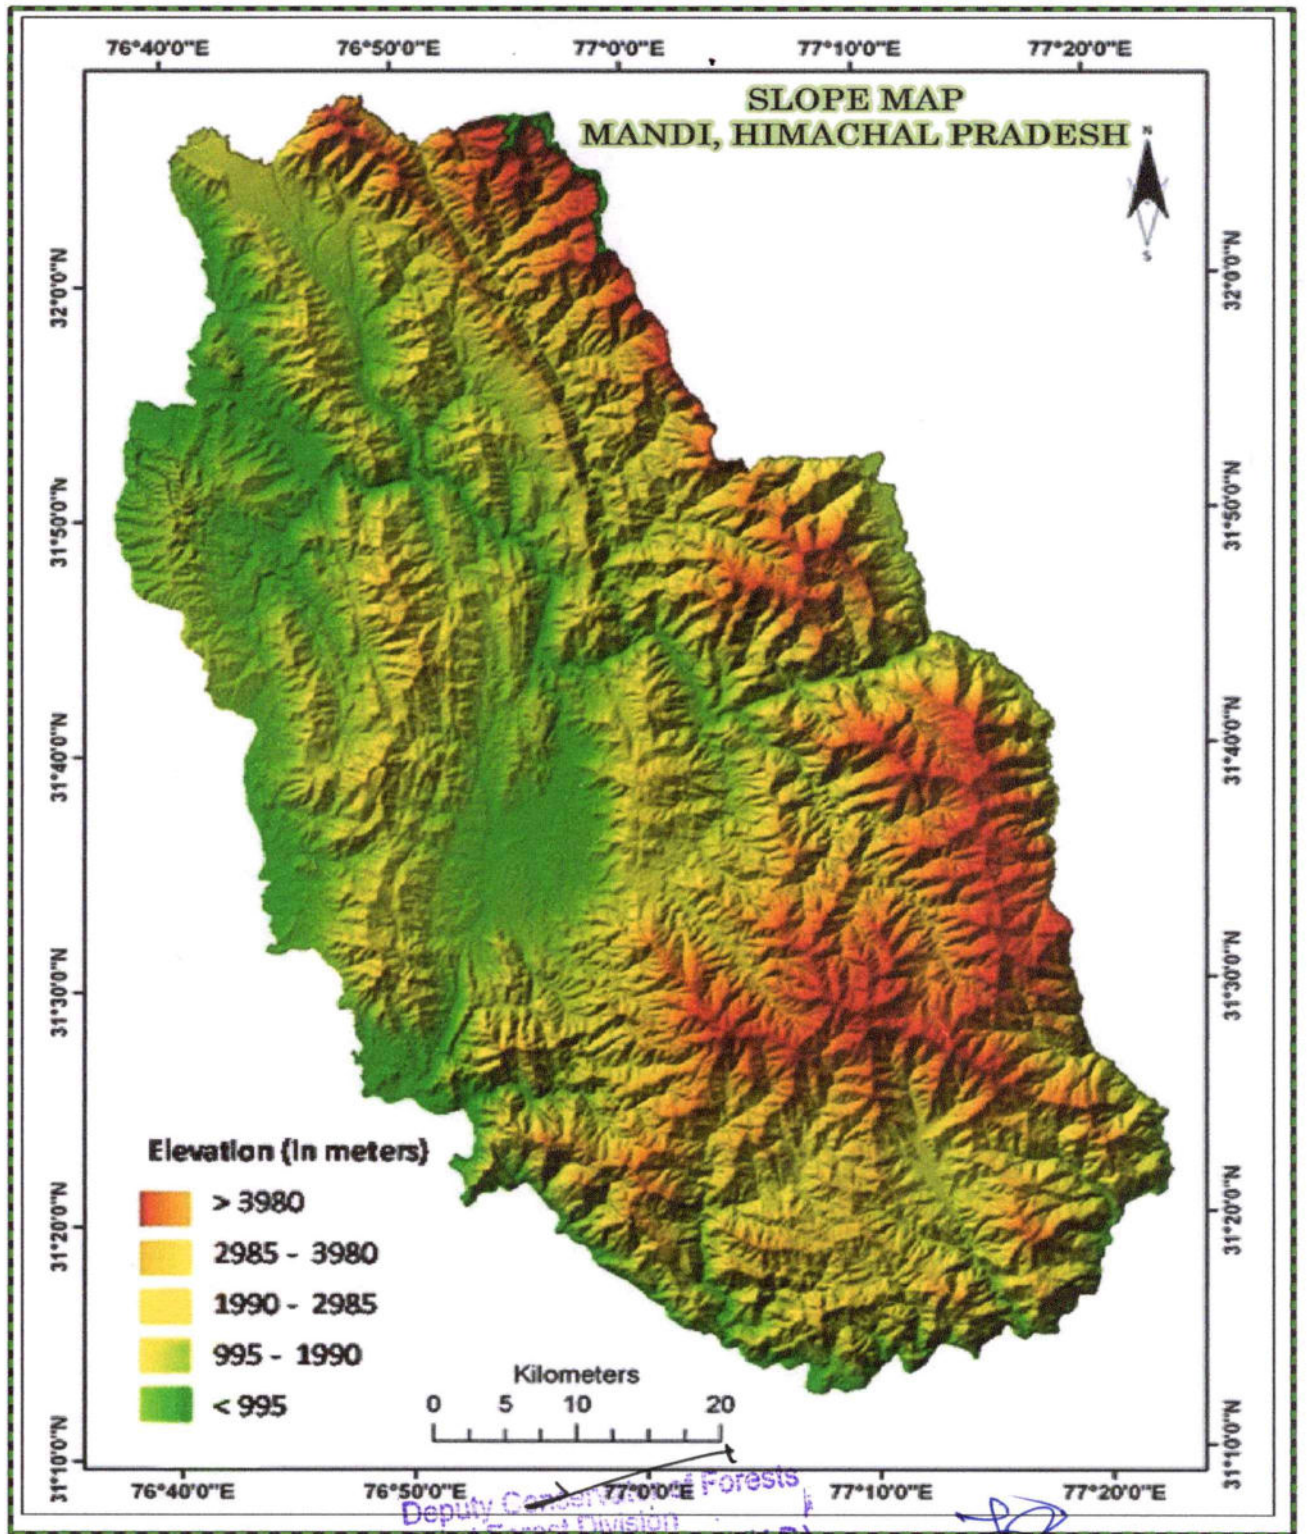 76°40'0"E 76°50'0"E 77°0'0"E 77°10'0"E 77°20'0"E
SLOPE MAP
MANDI, HIMACHAL PRADESH
N
S
32°0'0"N 32°0'0"N
31°50'0"N 31°50'0"N
31°40'0"N 31°40'0"N
31°30'0"N 31°30'0"N
31°20'0"N 31°20'0"N
31°10'0"N 31°10'0"N
Elevation (in meters)
> 3980
2985 - 3980
1990 - 2985
995 - 1990
< 995
Kilometers
0 5 10 20
76°40'0"E 76°50'0"E 77°0'0"E 77°10'0"E 77°20'0"E
Deputy Conservator of Forests
Forest Division